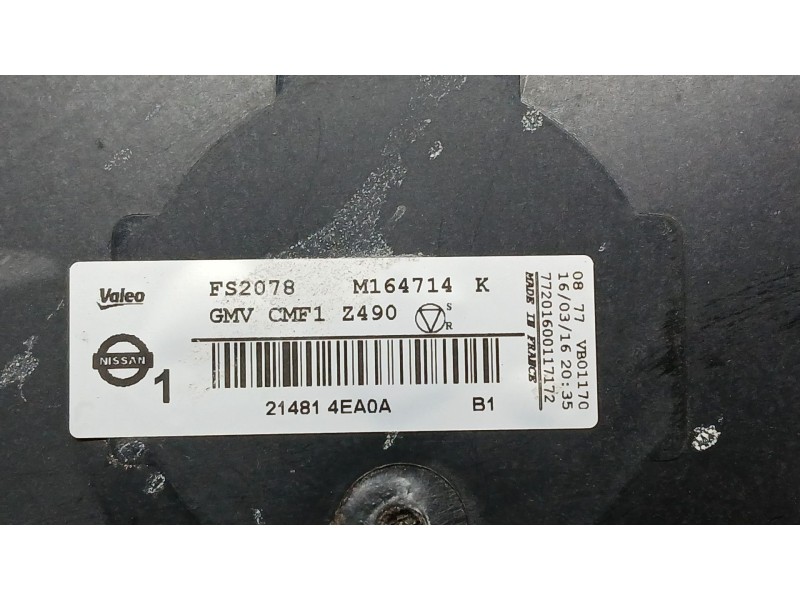 Valeo
FS2078 M164714 K
GMV CMF1 Z490
S
R
NISSAN
1
21481 4EA0A B1
MADE IN FRANCE
77201600117172
16/03/16 20:35
08 77 VB01170